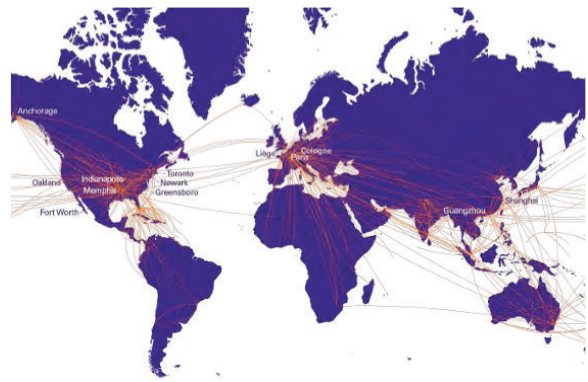 Anchorage
Liège
Cologne
Paris
Indianapolis
Toronto
Oakland
Newark
Memphis
Greensboro
Fort Worth
Shanghai
Guangzhou